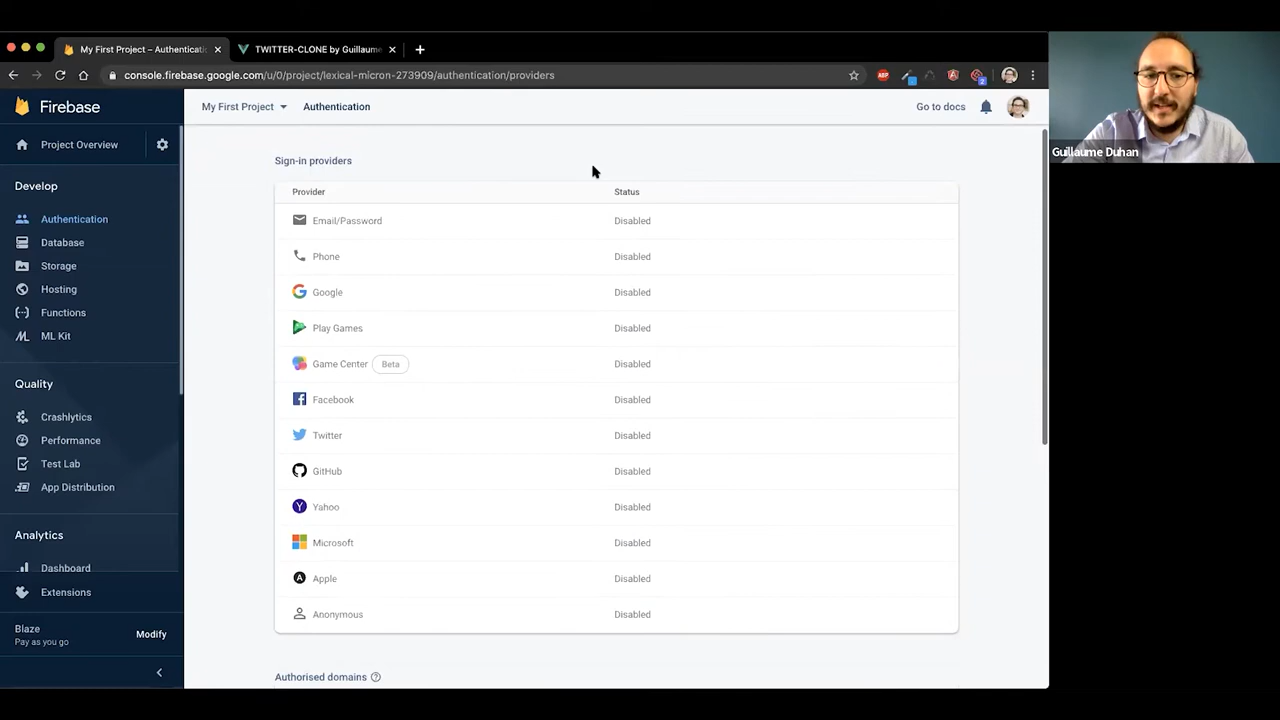 My First Project – Authenticatic
TWITTER-CLONE by Guillaume
console.firebase.google.com/u/0/project/lexical-micron-273909/authentication/providers
ABP
2
Firebase
My First Project
Authentication
Go to docs
Project Overview
Develop
Authentication
Database
Storage
Hosting
Functions
ML Kit
Quality
Crashlytics
Performance
Test Lab
App Distribution
Analytics
Dashboard
Extensions
Blaze
Pay as you go
Modify
Sign-in providers
Provider Status
Email/Password Disabled
Phone Disabled
Google Disabled
Play Games Disabled
Game Center Beta Disabled
Facebook Disabled
Twitter Disabled
GitHub Disabled
Yahoo Disabled
Microsoft Disabled
Apple Disabled
Anonymous Disabled
Authorised domains
Guillaume Duhan